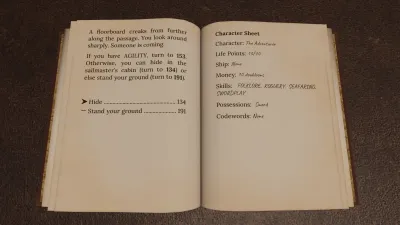 A floorboard creaks from further
along the passage. You look around
sharply. Someone is coming.
If you have AGILITY, turn to 153.
Otherwise, you can hide in the
sailmaster's cabin (turn to 134) or
else stand your ground (turn to 191).
Hide 134
Stand your ground 191
Character Sheet
Character: The Adventurer
Life Points: 10/10
Ship: None
Money:
Skills: FOLKLORE, ROGUERY, SEAFARING,
SWORDPLAY
Possessions: Sword
Codewords: None